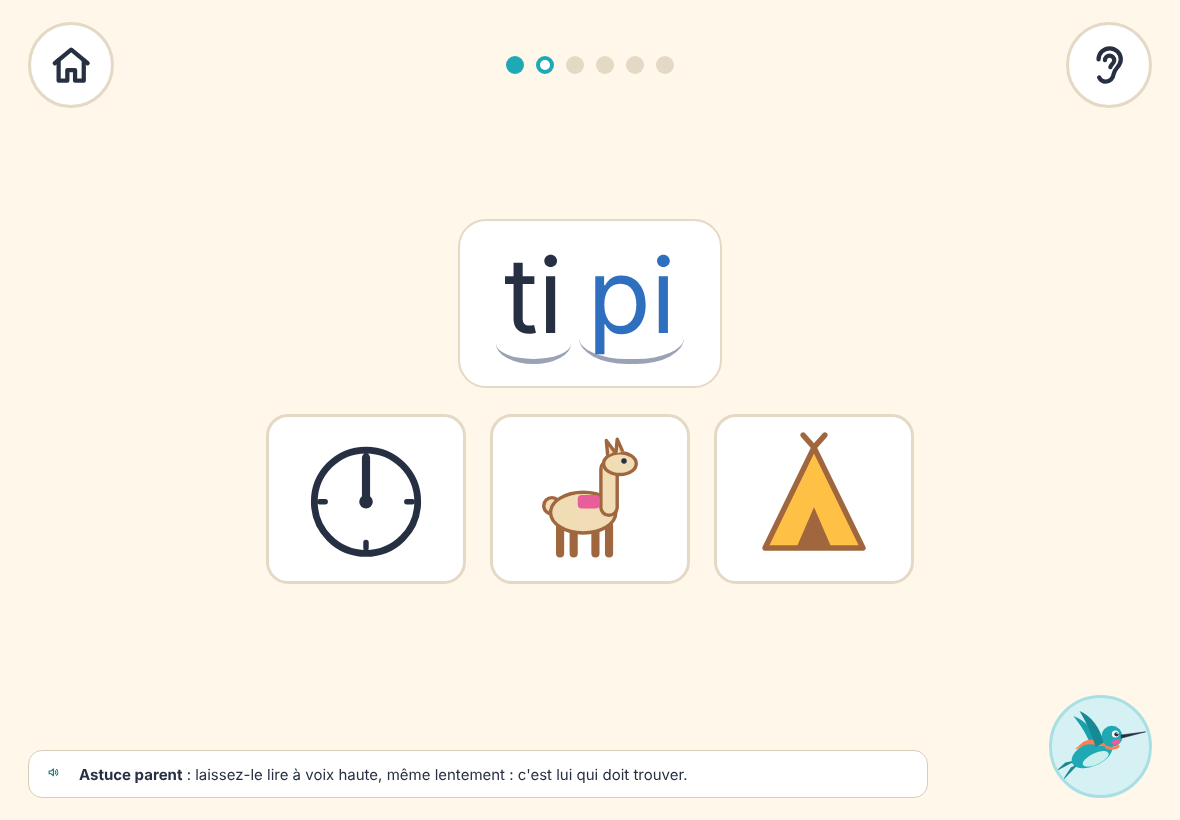 ti pi
Astuce parent : laissez-le lire à voix haute, même lentement : c'est lui qui doit trouver.